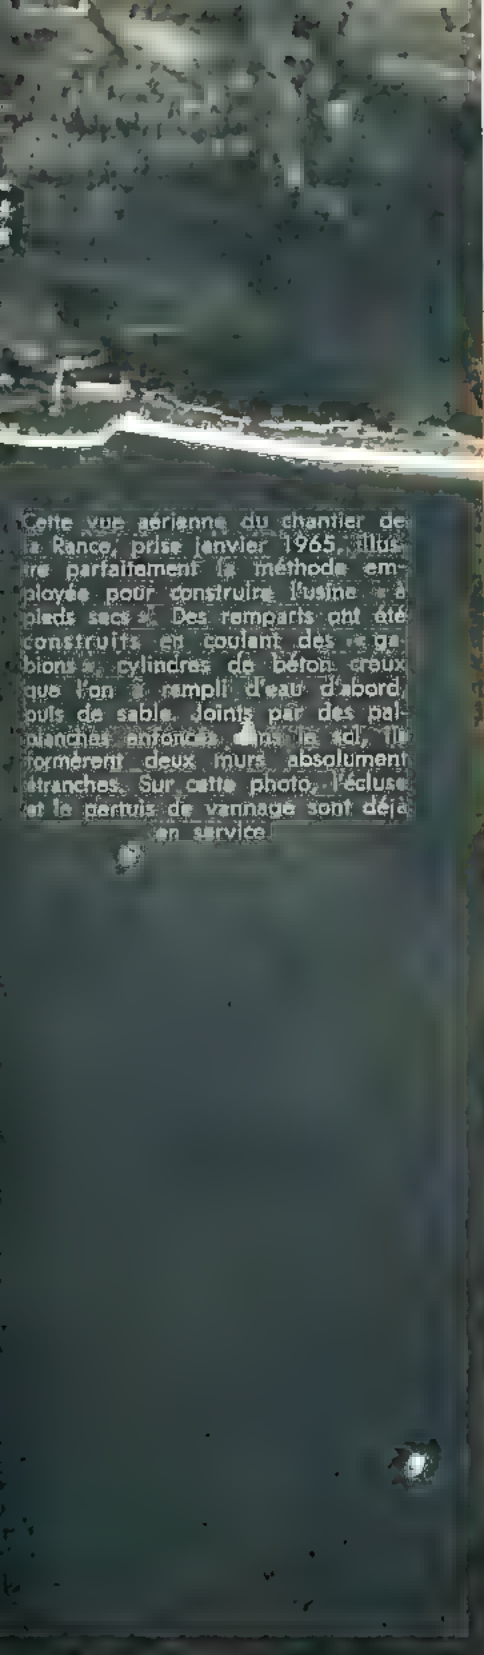 Cette vue aérienne du chantier de
la Rance, prise janvier 1965, illus-
tre parfaitement la méthode em-
ployée pour construire l'usine « à
pieds secs ». Des remparts ont été
construits en coulant des « ga-
bions », cylindres de béton creux
que l'on a rempli d'eau d'abord,
puis de sable. Joints par des pal-
planches enfoncés dans le sol, ils
formèrent deux murs absolument
étranches. Sur cette photo, l'écluse
et le pertuis de vannage sont déjà
en service